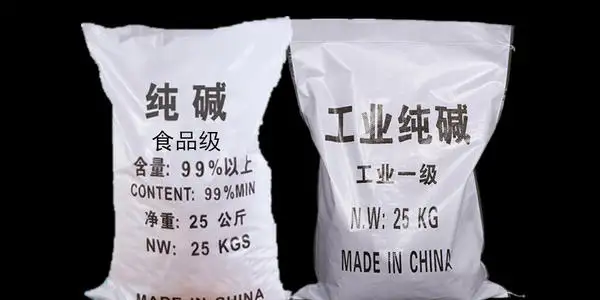 纯碱
食品级
含量: 99%以上
CONTENT: 99%MIN
净重: 25 公斤
NW: 25 KGS
MADE IN CHINA
工业纯碱
工业一级
N.W: 25 KG
MADE IN CHINA